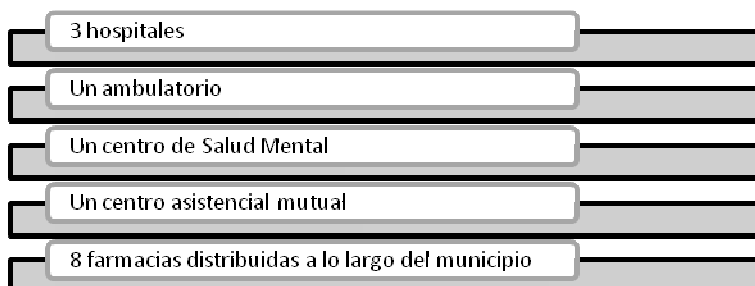 3 hospitales
Un ambulatorio
Un centro de Salud Mental
Un centro asistencial mutual
8 farmacias distribuidas a lo largo del municipio